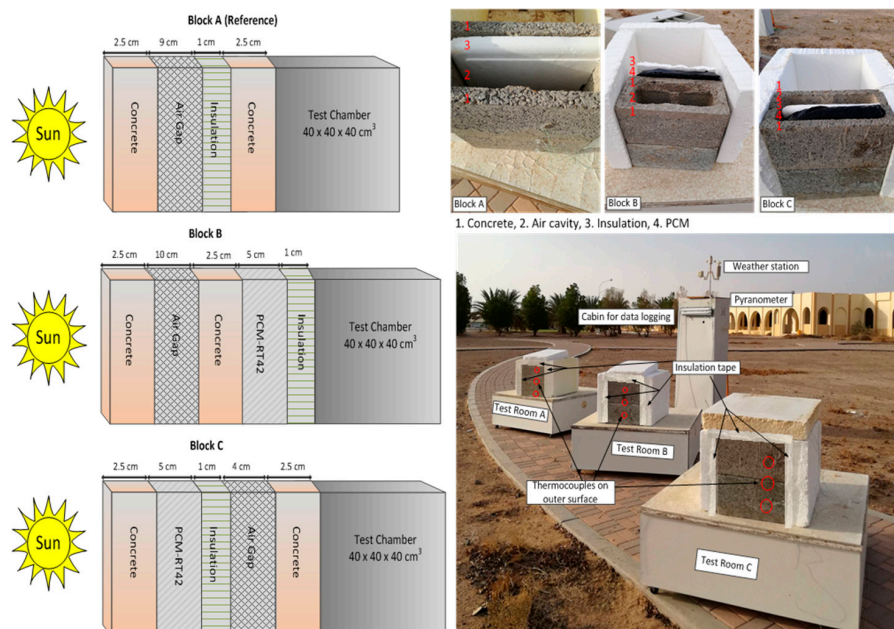 Block A (Reference)
2.5 cm 9 cm 1 cm 2.5 cm
Sun
Concrete
Air Gap
Insulation
Concrete
Test Chamber
40 x 40 x 40 cm³
Block B
2.5 cm 10 cm 2.5 cm 5 cm 1 cm
Sun
Concrete
Air Gap
Concrete
PCM-RT42
Insulation
Test Chamber
40 x 40 x 40 cm³
Block C
2.5 cm 5 cm 1 cm 4 cm 2.5 cm
Sun
Concrete
PCM-RT42
Insulation
Air Gap
Concrete
Test Chamber
40 x 40 x 40 cm³
1
3
2
1
Block A
3
4
1
2
1
Block B
1
2
3
4
1
Block C
1. Concrete, 2. Air cavity, 3. Insulation, 4. PCM
Weather station
Pyranometer
Cabin for data logging
Insulation tape
Test Room A
Test Room B
Thermocouples on
outer surface
Test Room C